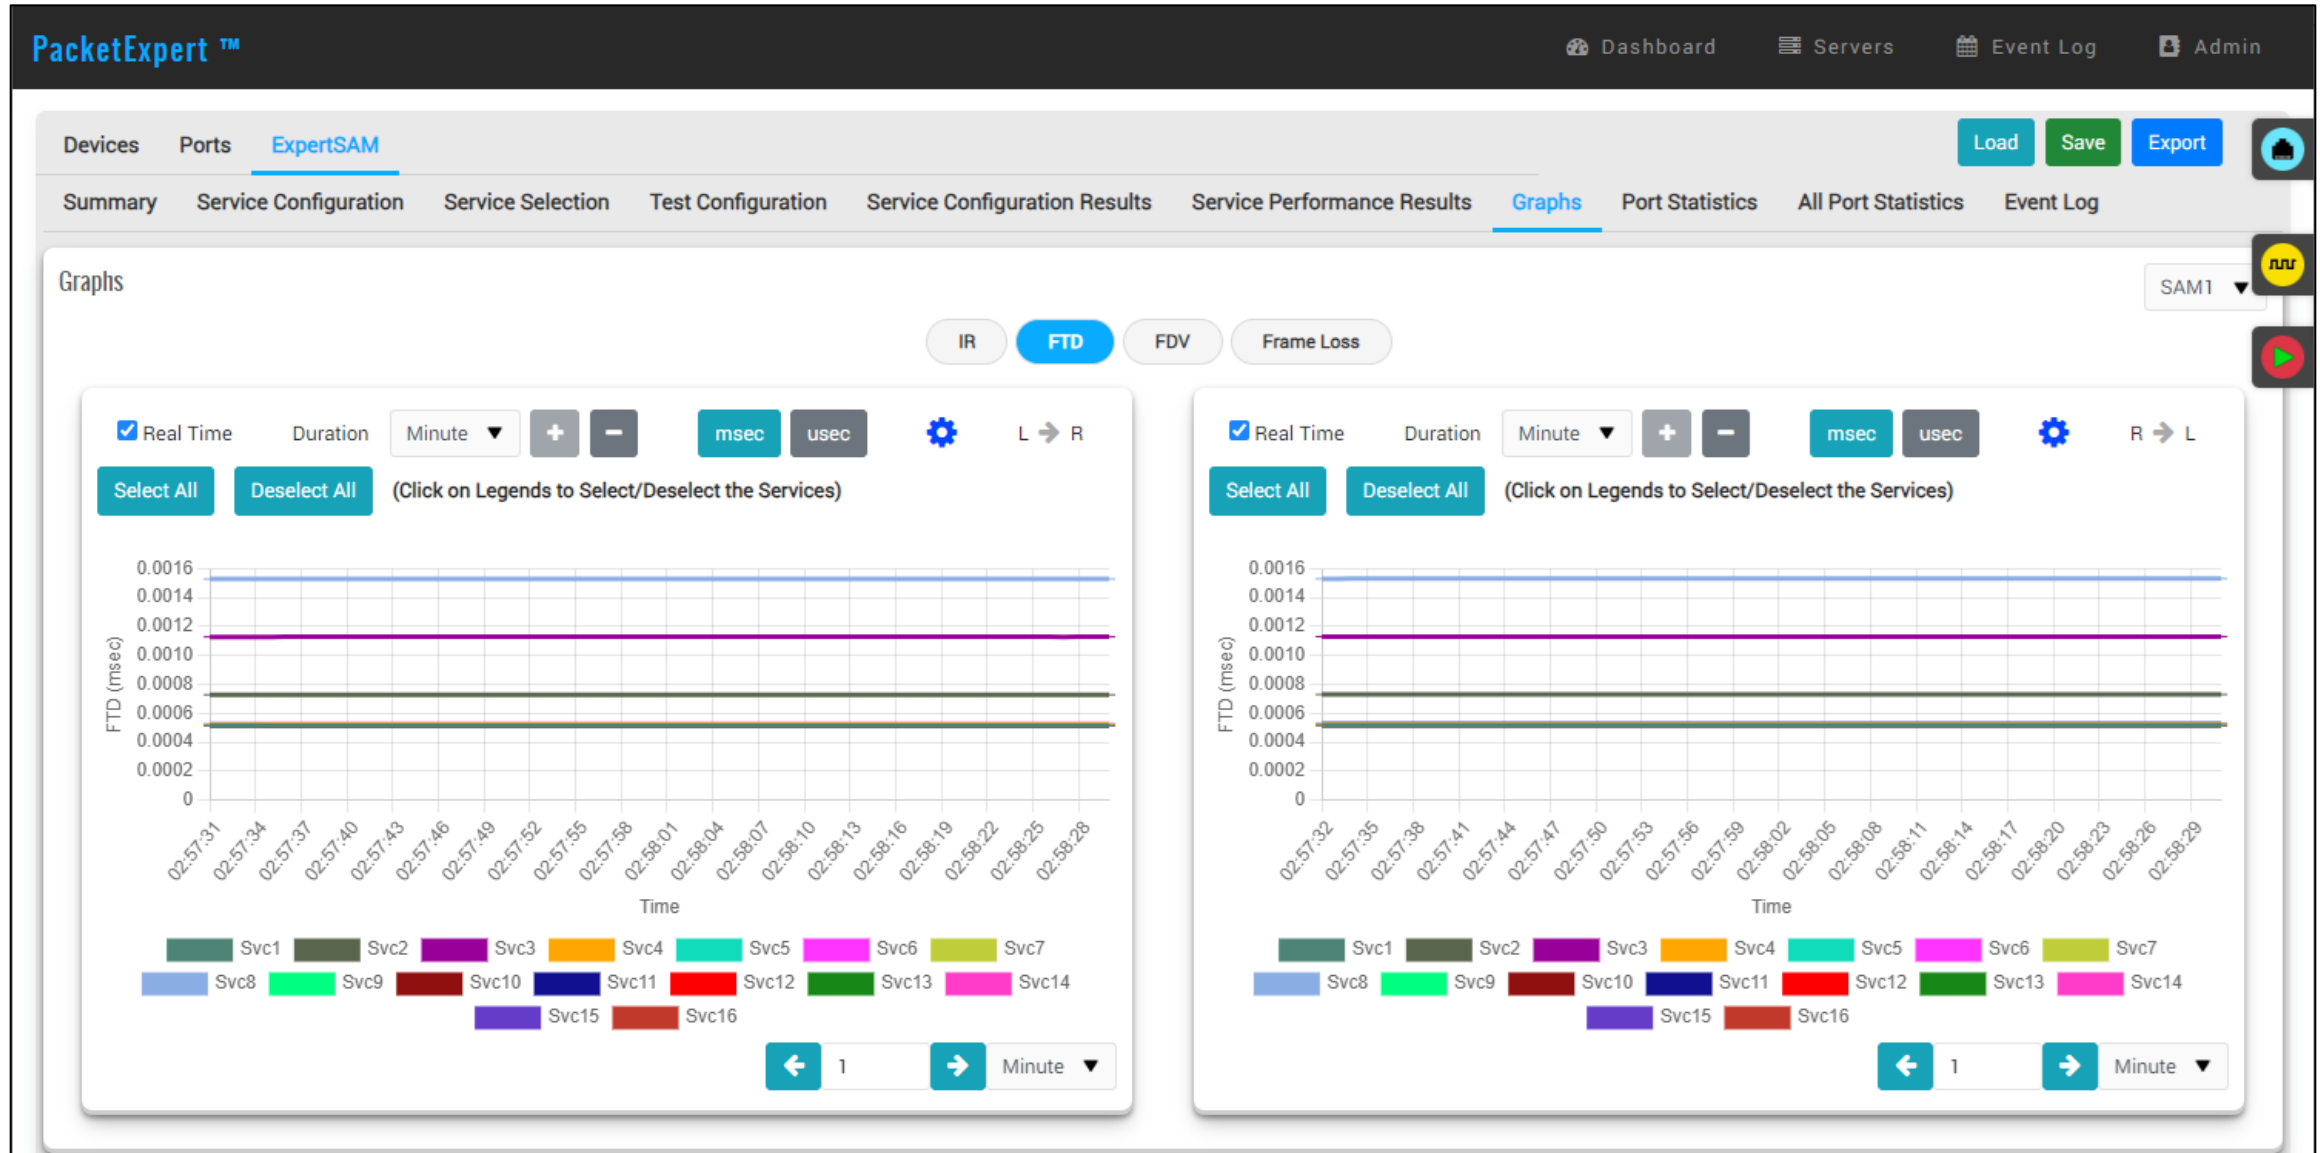 PacketExpert ™
Dashboard Servers Event Log Admin
Devices Ports ExpertSAM
Load Save Export
Summary Service Configuration Service Selection Test Configuration Service Configuration Results Service Performance Results Graphs Port Statistics All Port Statistics Event Log
Graphs
SAM1
IR FTD FDV Frame Loss
Real Time Duration Minute + − msec usec L R
Select All Deselect All (Click on Legends to Select/Deselect the Services)
0.0016
0.0014
0.0012
0.0010
0.0008
0.0006
0.0004
0.0002
0
FTD (msec)
02:57:31 02:57:34 02:57:37 02:57:40 02:57:43 02:57:46 02:57:49 02:57:52 02:57:55 02:57:58 02:58:01 02:58:04 02:58:07 02:58:10 02:58:13 02:58:16 02:58:19 02:58:22 02:58:25 02:58:28
Time
Svc1 Svc2 Svc3 Svc4 Svc5 Svc6 Svc7
Svc8 Svc9 Svc10 Svc11 Svc12 Svc13 Svc14
Svc15 Svc16
1 Minute
Real Time Duration Minute + − msec usec R L
Select All Deselect All (Click on Legends to Select/Deselect the Services)
0.0016
0.0014
0.0012
0.0010
0.0008
0.0006
0.0004
0.0002
0
FTD (msec)
02:57:32 02:57:35 02:57:38 02:57:41 02:57:44 02:57:47 02:57:50 02:57:53 02:57:56 02:57:59 02:58:02 02:58:05 02:58:08 02:58:11 02:58:14 02:58:17 02:58:20 02:58:23 02:58:26 02:58:29
Time
Svc1 Svc2 Svc3 Svc4 Svc5 Svc6 Svc7
Svc8 Svc9 Svc10 Svc11 Svc12 Svc13 Svc14
Svc15 Svc16
1 Minute